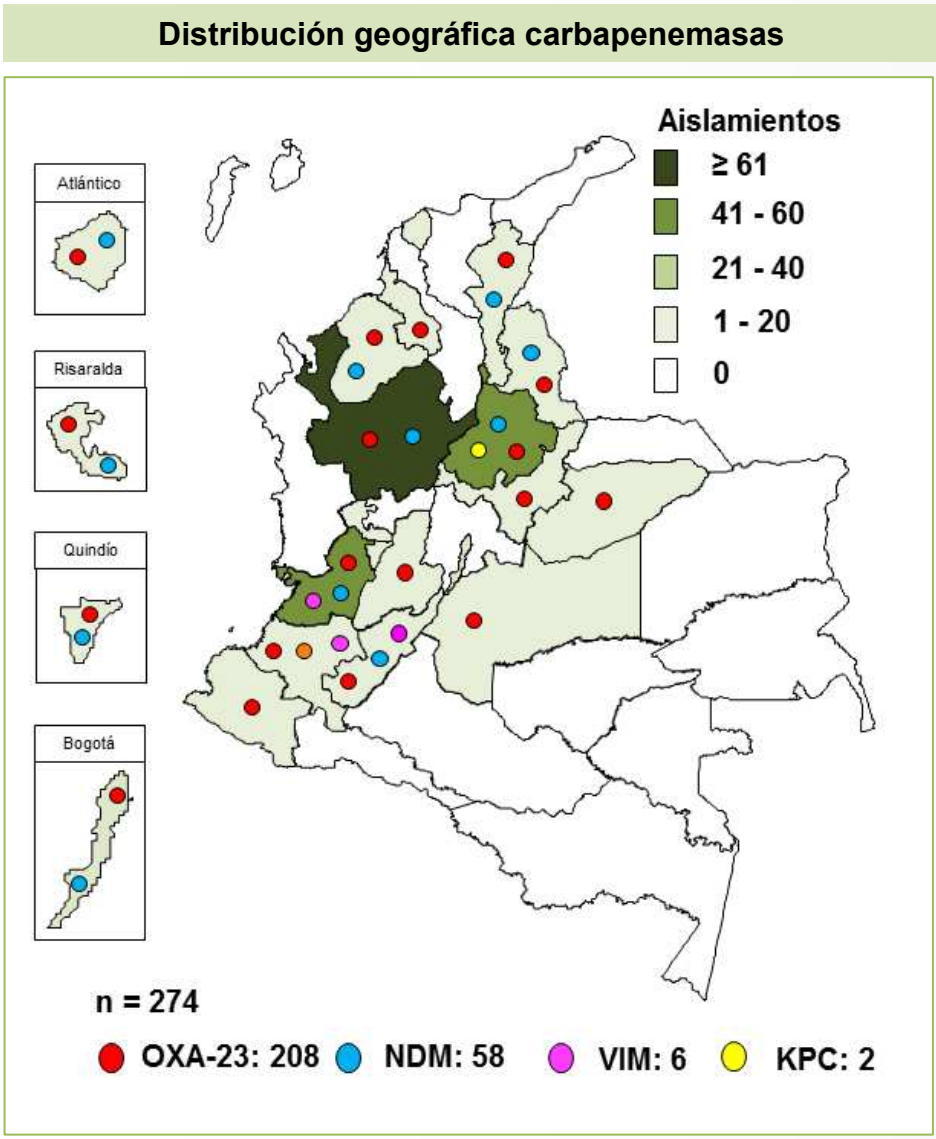 Distribución geográfica carbapenemasas
Aislamientos
≥ 61
41 - 60
21 - 40
1 - 20
0
Atlántico
Risaralda
Quindío
Bogotá
n = 274
OXA-23: 208 NDM: 58 VIM: 6 KPC: 2